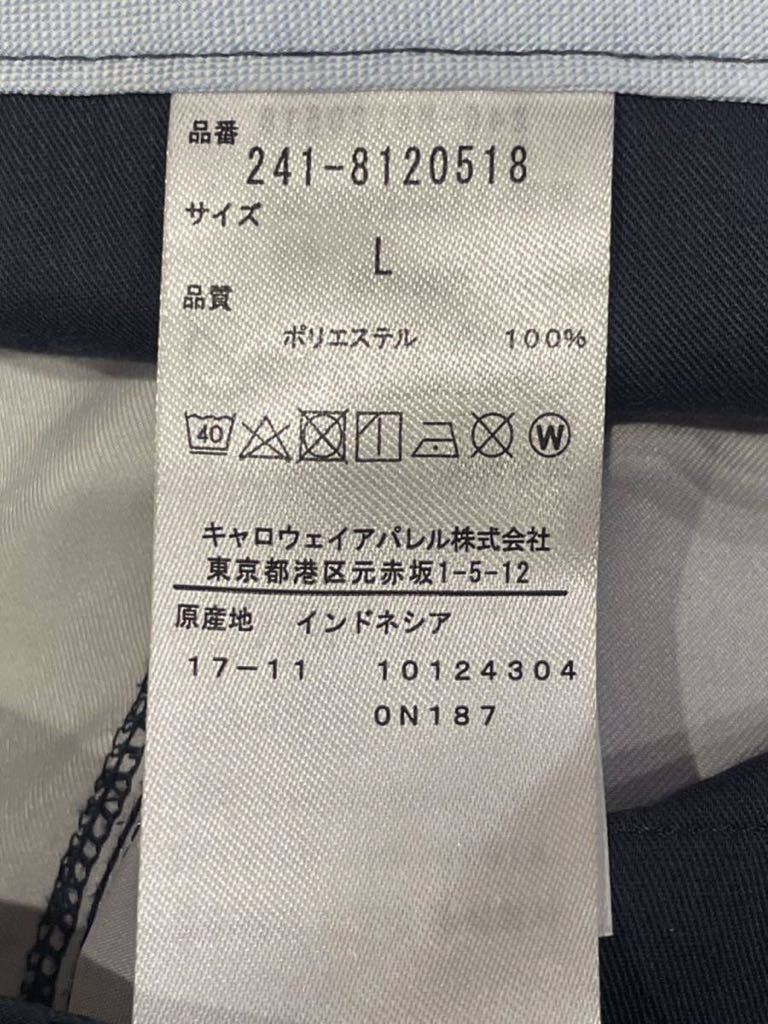 品番
241-8120518
サイズ
L
品質
ポリエステル 100%
40 W
キャロウェイアパレル株式会社
東京都港区元赤坂1-5-12
原産地 インドネシア
17-11 10124304
0N187